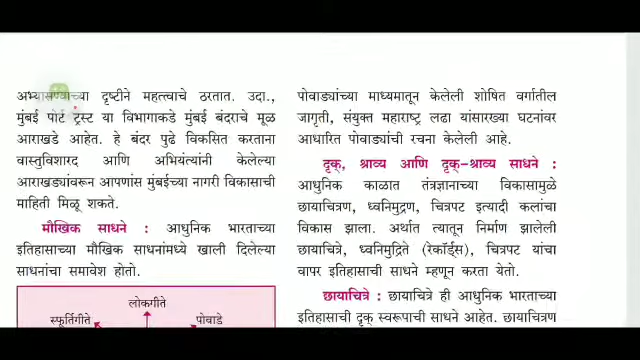 अभ्यासण्याच्या दृष्टीने महत्त्वाचे ठरतात. उदा.,
मुंबई पोर्ट ट्रस्ट या विभागाकडे मुंबई बंदराचे मूळ
आराखडे आहेत. हे बंदर पुढे विकसित करताना
वास्तुविशारद आणि अभियंत्यांनी केलेल्या
आराखड्यांवरून आपणांस मुंबईच्या नागरी विकासाची
माहिती मिळू शकते.
मौखिक साधने : आधुनिक भारताच्या
इतिहासाच्या मौखिक साधनांमध्ये खाली दिलेल्या
साधनांचा समावेश होतो.
लोकगीते
स्फूर्तिगीते पोवाडे
पोवाड्यांच्या माध्यमातून केलेली शोषित वर्गातील
जागृती, संयुक्त महाराष्ट्र लढा यांसारख्या घटनांवर
आधारित पोवाड्यांची रचना केलेली आहे.
दृक्, श्राव्य आणि दृक्-श्राव्य साधने :
आधुनिक काळात तंत्रज्ञानाच्या विकासामुळे
छायाचित्रण, ध्वनिमुद्रण, चित्रपट इत्यादी कलांचा
विकास झाला. अर्थात त्यातून निर्माण झालेली
छायाचित्रे, ध्वनिमुद्रिते (रेकॉर्ड्स), चित्रपट यांचा
वापर इतिहासाची साधने म्हणून करता येतो.
छायाचित्रे : छायाचित्रे ही आधुनिक भारताच्या
इतिहासाची दृक् स्वरूपाची साधने आहेत. छायाचित्रण